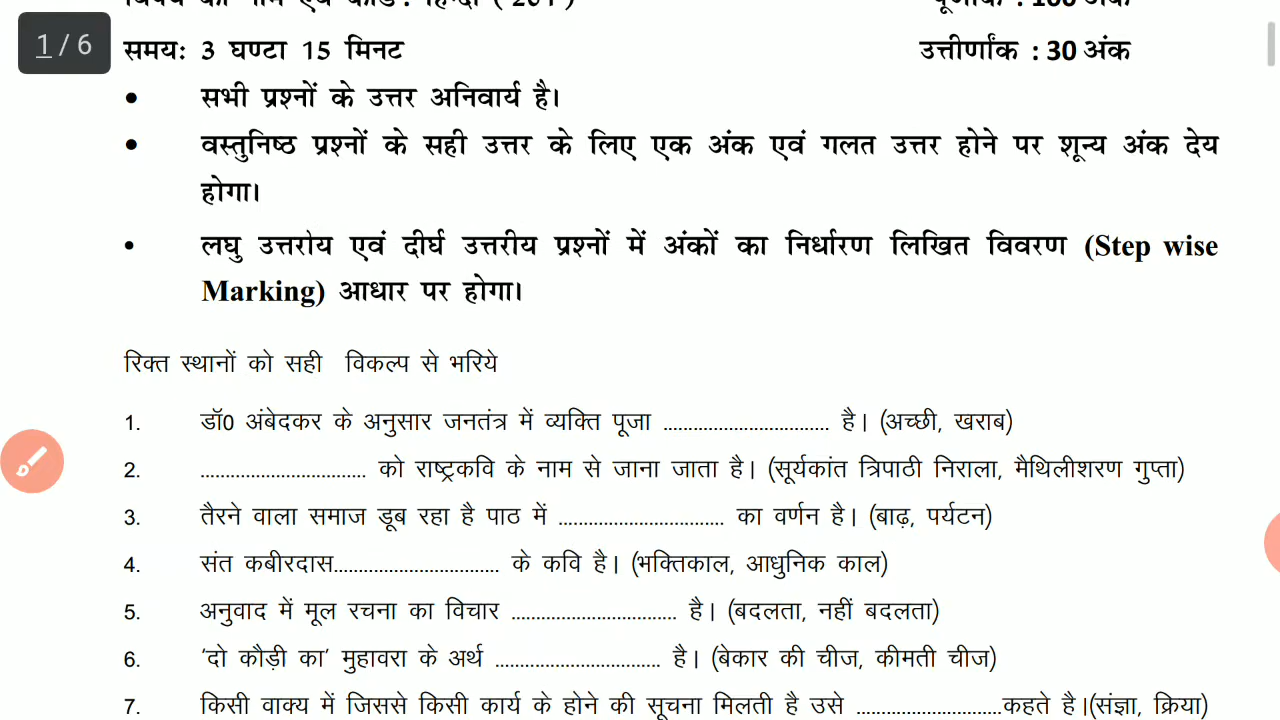 1 / 6
विषय का नाम एवं कोड : हिन्दी ( 201 )
पूर्णांक : 100 अंक
समयः 3 घण्टा 15 मिनट
उत्तीर्णांक : 30 अंक
• सभी प्रश्नों के उत्तर अनिवार्य है।
• वस्तुनिष्ठ प्रश्नों के सही उत्तर के लिए एक अंक एवं गलत उत्तर होने पर शून्य अंक देय
होगा।
• लघु उत्तरीय एवं दीर्घ उत्तरीय प्रश्नों में अंकों का निर्धारण लिखित विवरण (Step wise
Marking) आधार पर होगा।
रिक्त स्थानों को सही विकल्प से भरिये
1. डॉ0 अंबेदकर के अनुसार जनतंत्र में व्यक्ति पूजा .................................. है। (अच्छी, खराब)
2. .................................. को राष्ट्रकवि के नाम से जाना जाता है। (सूर्यकांत त्रिपाठी निराला, मैथिलीशरण गुप्ता)
3. तैरने वाला समाज डूब रहा है पाठ में .................................. का वर्णन है। (बाढ़, पर्यटन)
4. संत कबीरदास.................................. के कवि है। (भक्तिकाल, आधुनिक काल)
5. अनुवाद में मूल रचना का विचार .................................. है। (बदलता, नहीं बदलता)
6. ‘दो कौड़ी का’ मुहावरा के अर्थ .................................. है। (बेकार की चीज, कीमती चीज)
7. किसी वाक्य में जिससे किसी कार्य के होने की सूचना मिलती है उसे .............................कहते है।(संज्ञा, क्रिया)